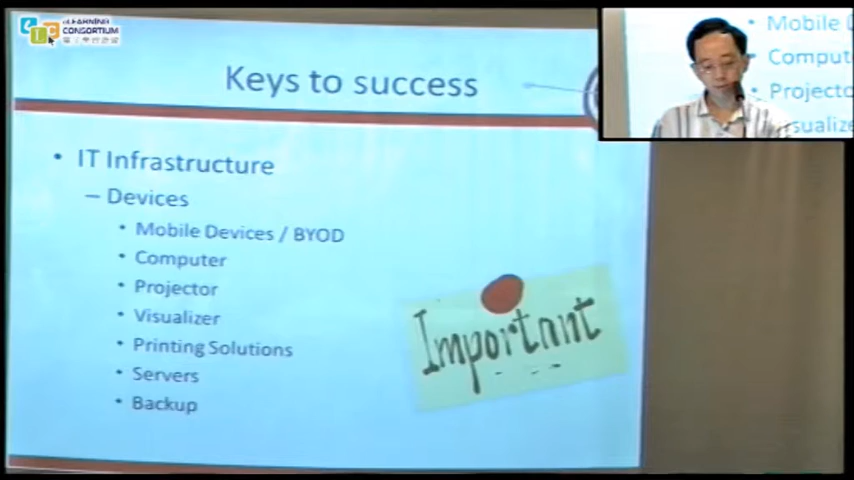 eLEARNING
CONSORTIUM
Keys to success
• IT Infrastructure
– Devices
• Mobile Devices / BYOD
• Computer
• Projector
• Visualizer
• Printing Solutions
• Servers
• Backup
Important
Mobile
Comput
Projecto
sualiz